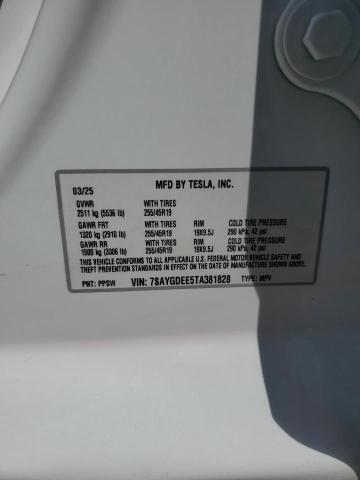 03/25 MFD BY TESLA, INC.
GVWR WITH TIRES
2511 kg (5536 lb) 255/45R19
GAWR FRT WITH TIRES RIM COLD TIRE PRESSURE
1320 kg (2910 lb) 255/45R19 19X9.5J 290 kPa, 42 psi
GAWR RR WITH TIRES RIM COLD TIRE PRESSURE
1500 kg (3306 lb) 255/45R19 19X9.5J 290 kPa, 42 psi
THIS VEHICLE CONFORMS TO ALL APPLICABLE FEDERAL MOTOR VEHICLE SAFETY AND
THEFT PREVENTION STANDARDS IN EFFECT ON THE DATE OF MANUFACTURE SHOWN ABOVE.
PNT: PPSW VIN: 7SAYGDEE5TA381828 TYPE: MPV